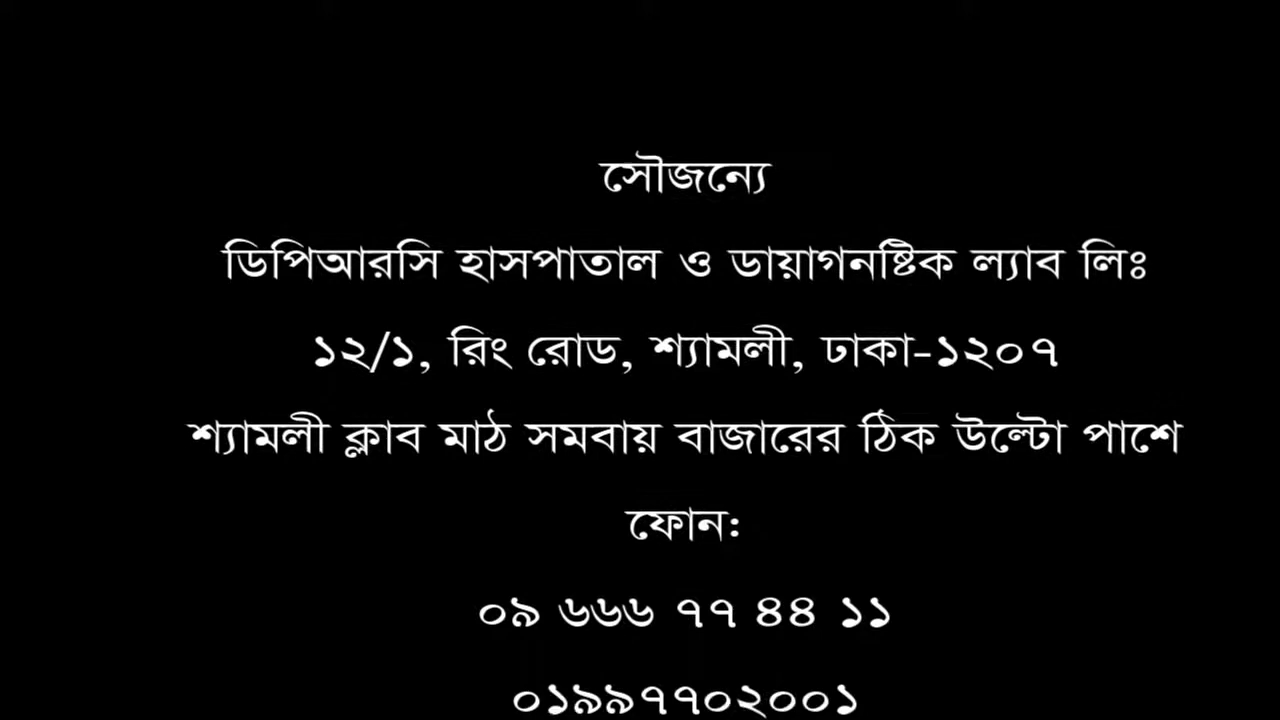 সৌজন্যে
ডিপিআরসি হাসপাতাল ও ডায়াগনষ্টিক ল্যাব লিঃ
১২/১, রিং রোড, শ্যামলী, ঢাকা-১২০৭
শ্যামলী ক্লাব মাঠ সমবায় বাজারের ঠিক উল্টো পাশে
ফোন:
০৯ ৬৬৬ ৭৭ ৪৪ ১১
০১৯৯৭৭০২০০১